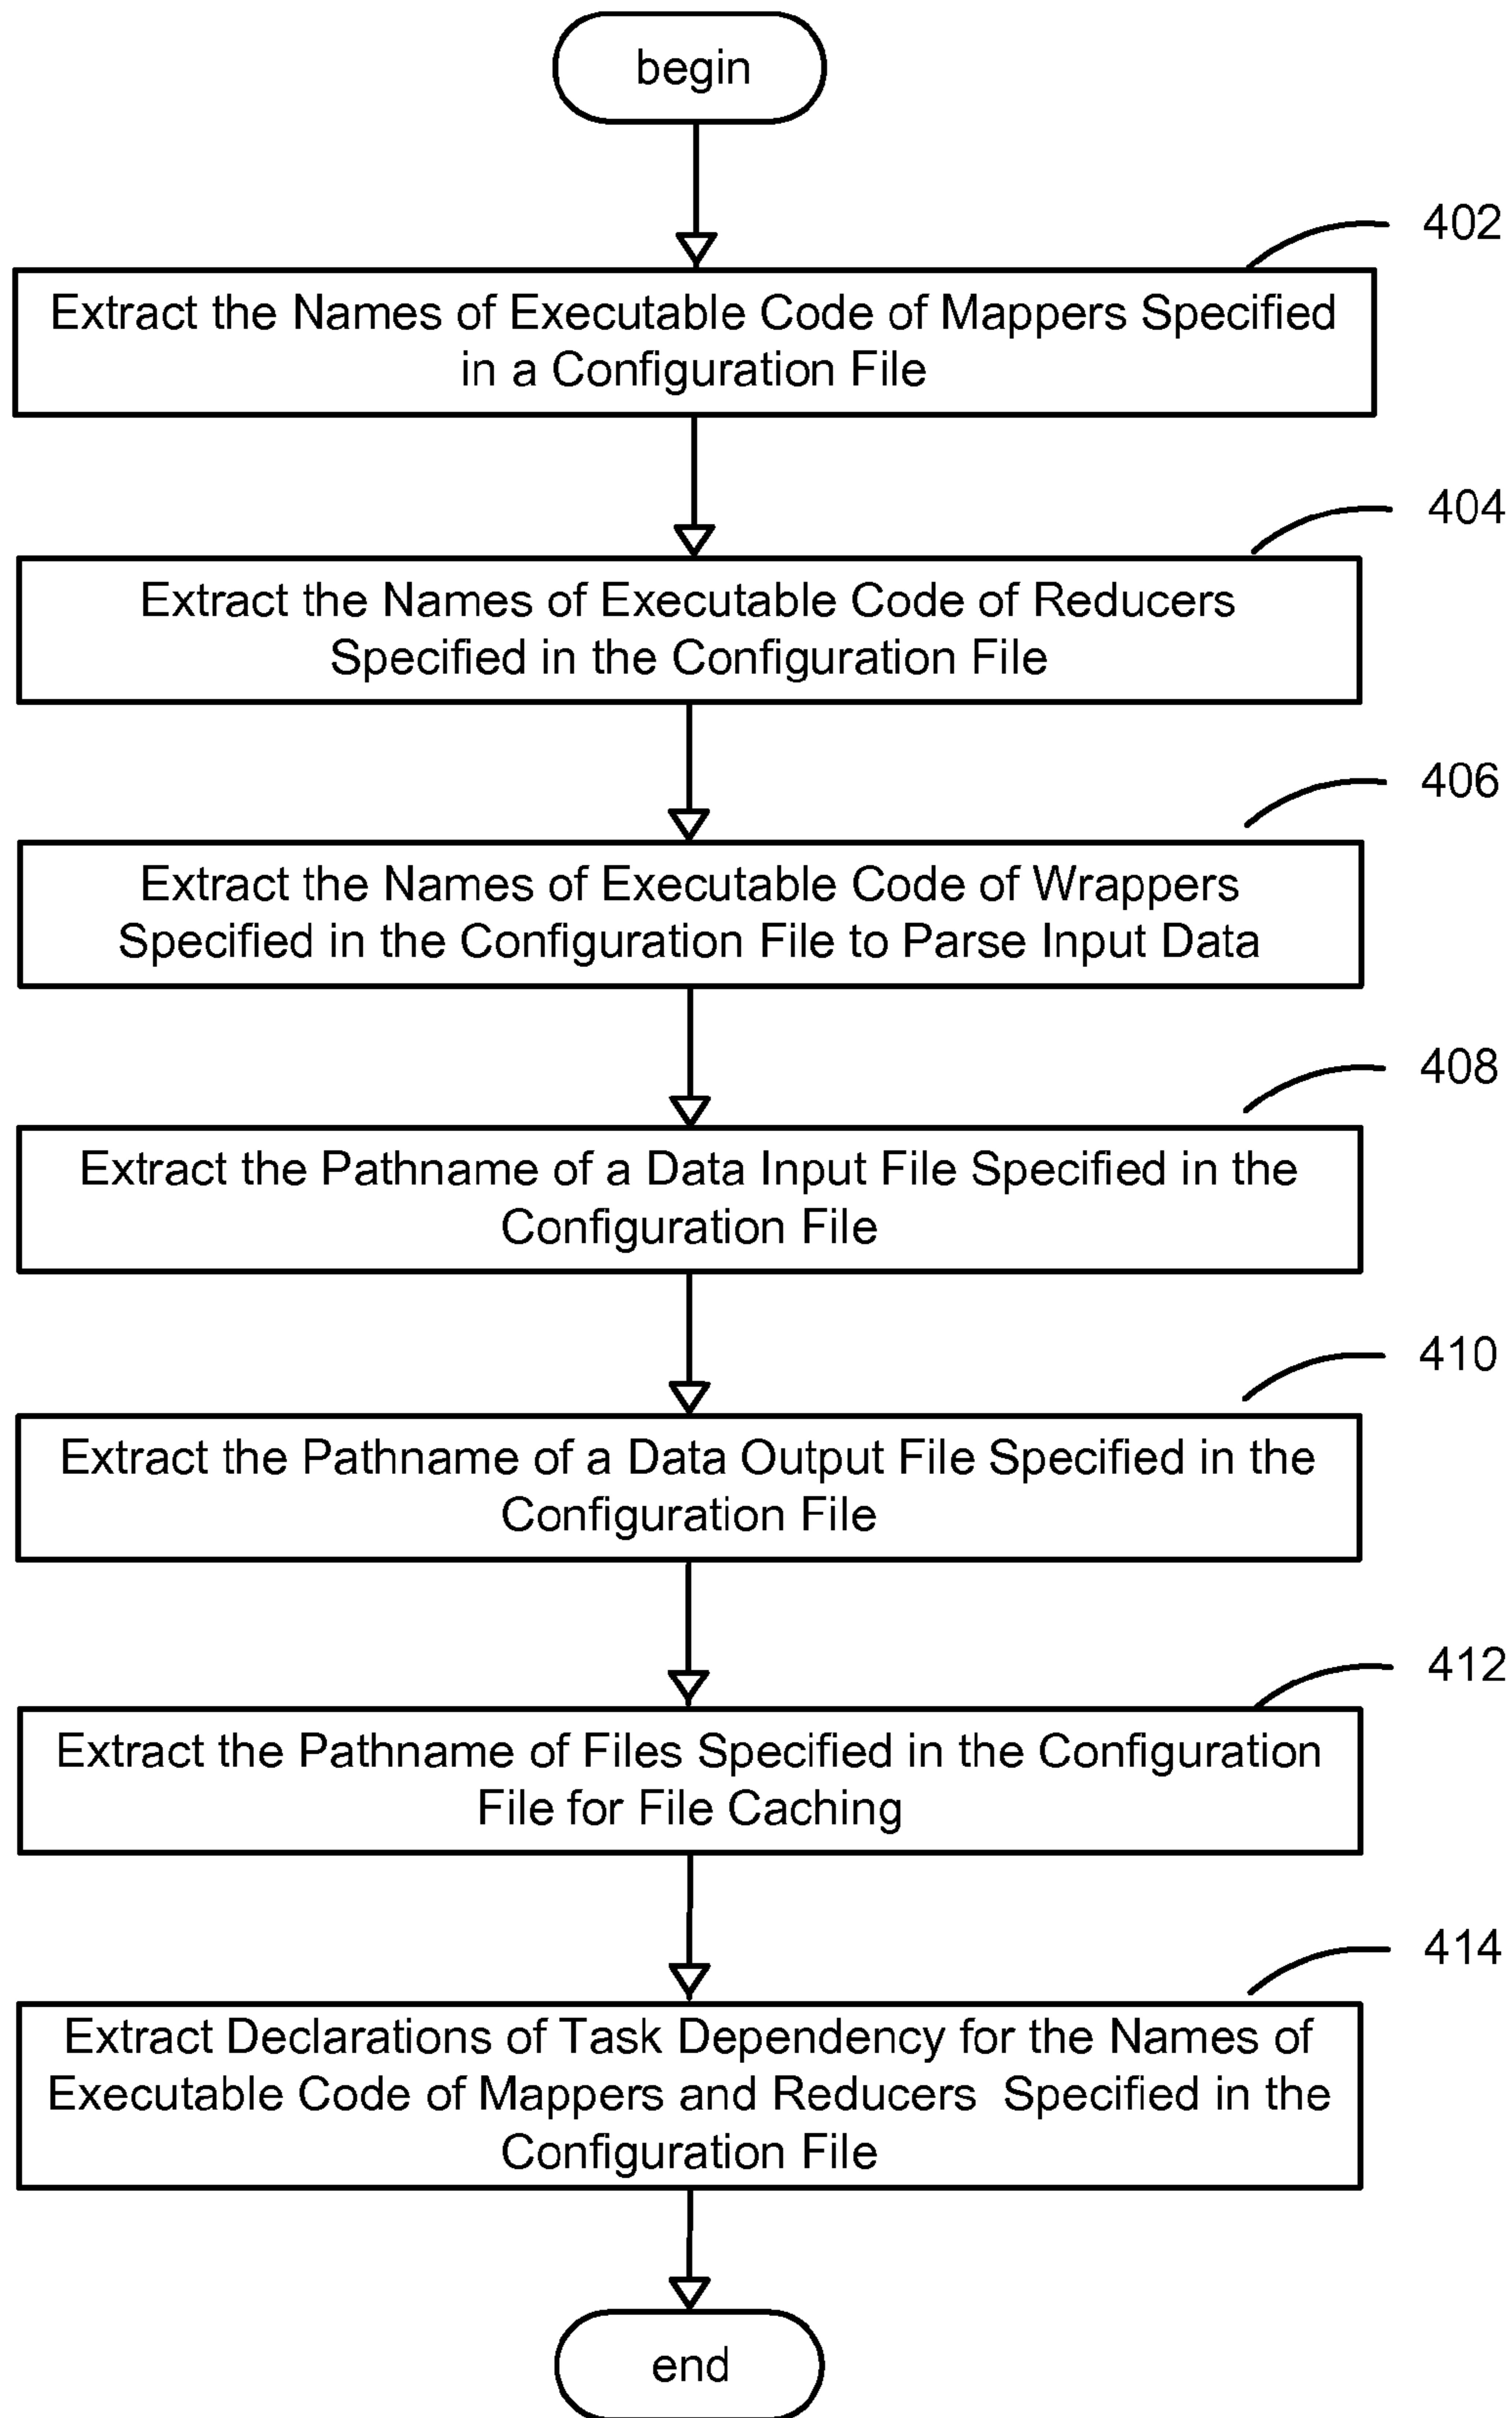 begin
402
Extract the Names of Executable Code of Mappers Specified
in a Configuration File
404
Extract the Names of Executable Code of Reducers
Specified in the Configuration File
406
Extract the Names of Executable Code of Wrappers
Specified in the Configuration File to Parse Input Data
408
Extract the Pathname of a Data Input File Specified in the
Configuration File
410
Extract the Pathname of a Data Output File Specified in the
Configuration File
412
Extract the Pathname of Files Specified in the Configuration
File for File Caching
414
Extract Declarations of Task Dependency for the Names of
Executable Code of Mappers and Reducers Specified in the
Configuration File
end